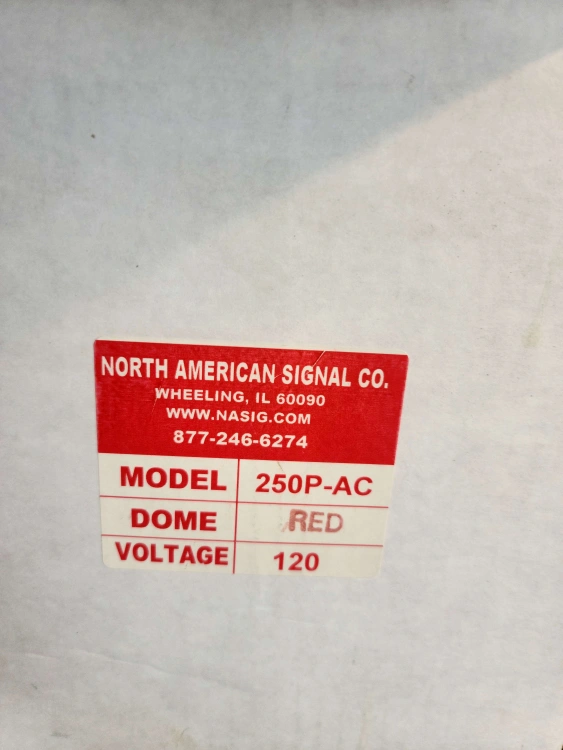 NORTH AMERICAN SIGNAL CO.
WHEELING, IL 60090
WWW.NASIG.COM
877-246-6274
MODEL 250P-AC
DOME RED
VOLTAGE 120